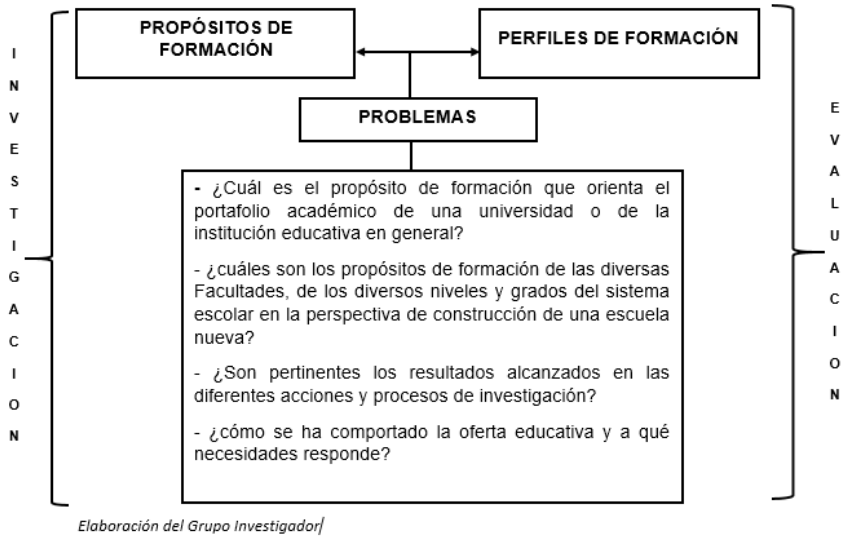 PROPÓSITOS DE
FORMACIÓN
PERFILES DE FORMACIÓN
PROBLEMAS
- ¿Cuál es el propósito de formación que orienta el
portafolio académico de una universidad o de la
institución educativa en general?
- ¿cuáles son los propósitos de formación de las diversas
Facultades, de los diversos niveles y grados del sistema
escolar en la perspectiva de construcción de una escuela
nueva?
- ¿Son pertinentes los resultados alcanzados en las
diferentes acciones y procesos de investigación?
- ¿cómo se ha comportado la oferta educativa y a qué
necesidades responde?
INVESTIGACION
EVALUACION
Elaboración del Grupo Investigador